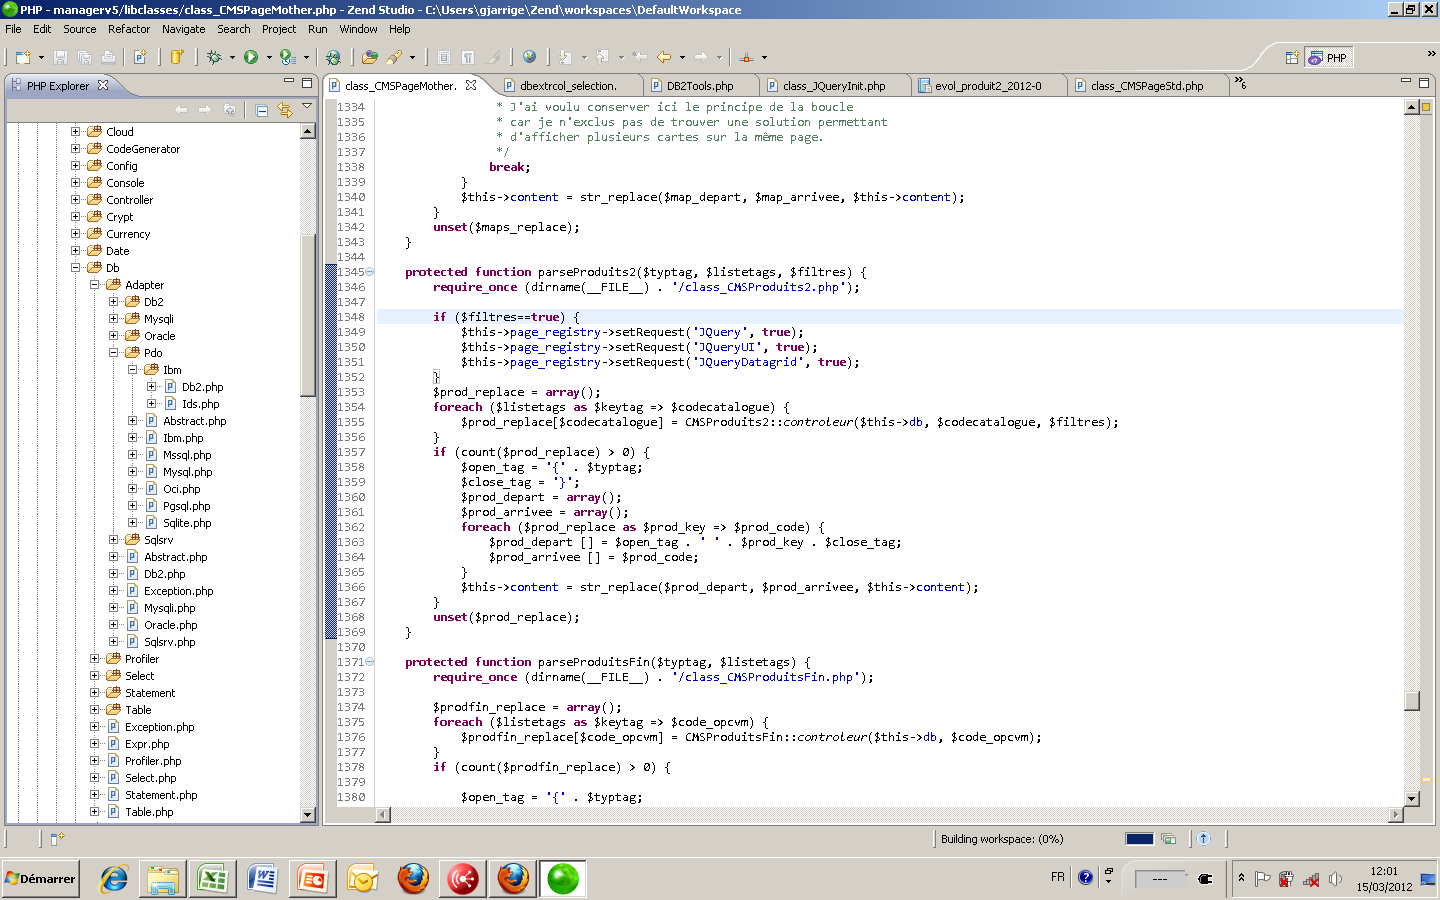 PHP - managerv5/libclasses/class_CMSPageMother.php - Zend Studio - C:\Users\gjarrige\Zend\workspaces\DefaultWorkspace
File Edit Source Refactor Navigate Search Project Run Window Help
PHP
PHP Explorer
class_CMSPageMother. dbextrcol_selection. DB2Tools.php class_JQueryInit.php evol_produit2_2012-0 class_CMSPageStd.php
Cloud
CodeGenerator
Config
Console
Controller
Crypt
Currency
Date
Db
Adapter
Db2
Mysqli
Oracle
Pdo
Ibm
Db2.php
Ids.php
Abstract.php
Ibm.php
Mssql.php
Mysql.php
Oci.php
Pgsql.php
Sqlite.php
Sqlsrv
Abstract.php
Db2.php
Exception.php
Mysqli.php
Oracle.php
Sqlsrv.php
Profiler
Select
Statement
Table
Exception.php
Expr.php
Profiler.php
Select.php
Statement.php
Table.php
1334 * J'ai voulu conserver ici le principe de la boucle
1335 * car je n'exclus pas de trouver une solution permettant
1336 * d'afficher plusieurs cartes sur la même page.
1337 */
1338 break;
1339 }
1340 $this->content = str_replace($map_depart, $map_arrivee, $this->content);
1341 }
1342 unset($maps_replace);
1343 }
1344
1345 protected function parseProduits2($typtag, $listetags, $filtres) {
1346 require_once (dirname(__FILE__) . '/class_CMSProduits2.php');
1347
1348 if ($filtres==true) {
1349 $this->page_registry->setRequest('JQuery', true);
1350 $this->page_registry->setRequest('JQueryUI', true);
1351 $this->page_registry->setRequest('JQueryDatagrid', true);
1352 }
1353 $prod_replace = array();
1354 foreach ($listetags as $keytag => $codecatalogue) {
1355 $prod_replace[$codecatalogue] = CMSProduits2::controleur($this->db, $codecatalogue, $filtres);
1356 }
1357 if (count($prod_replace) > 0) {
1358 $open_tag = '{' . $typtag;
1359 $close_tag = '}';
1360 $prod_depart = array();
1361 $prod_arrivee = array();
1362 foreach ($prod_replace as $prod_key => $prod_code) {
1363 $prod_depart [] = $open_tag . ' ' . $prod_key . $close_tag;
1364 $prod_arrivee [] = $prod_code;
1365 }
1366 $this->content = str_replace($prod_depart, $prod_arrivee, $this->content);
1367 }
1368 unset($prod_replace);
1369 }
1370
1371 protected function parseProduitsFin($typtag, $listetags) {
1372 require_once (dirname(__FILE__) . '/class_CMSProduitsFin.php');
1373
1374 $prodfin_replace = array();
1375 foreach ($listetags as $keytag => $code_opcvm) {
1376 $prodfin_replace[$code_opcvm] = CMSProduitsFin::controleur($this->db, $code_opcvm);
1377 }
1378 if (count($prodfin_replace) > 0) {
1379
1380 $open_tag = '{' . $typtag;
Building workspace: (0%)
Démarrer
FR
---
12:01
15/03/2012